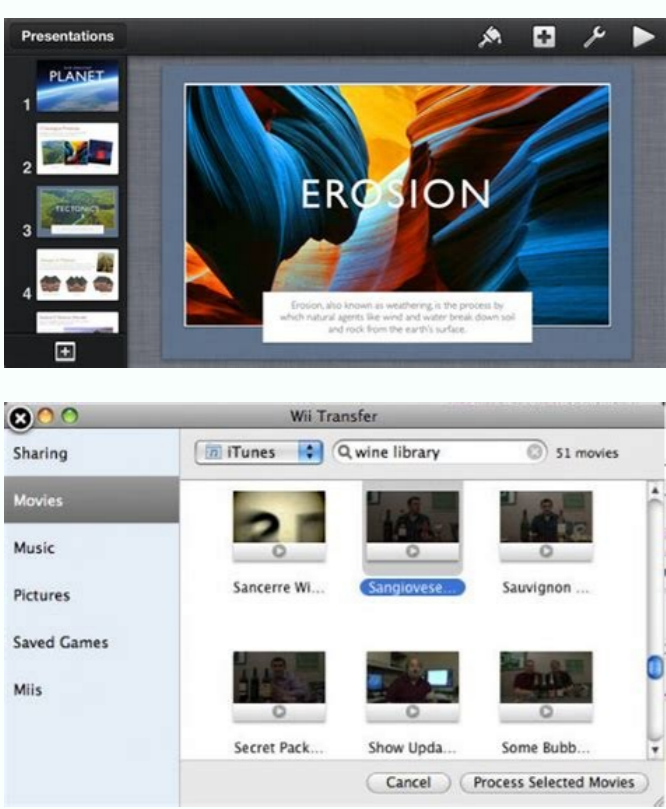 Presentations
PLANET
1
2
TECTONICS
3
4
EROSION
Erosion, also known as weathering, is the process by
which natural agents like wind and water break down soil
and rock from the earth's surface.
Wii Transfer
Sharing
iTunes
wine library
51 movies
Movies
Music
Pictures
Saved Games
Miis
Sancerre Wi...
Sangiovese...
Sauvignon ...
Secret Pack...
Show Upda...
Some Bubb...
Cancel
Process Selected Movies